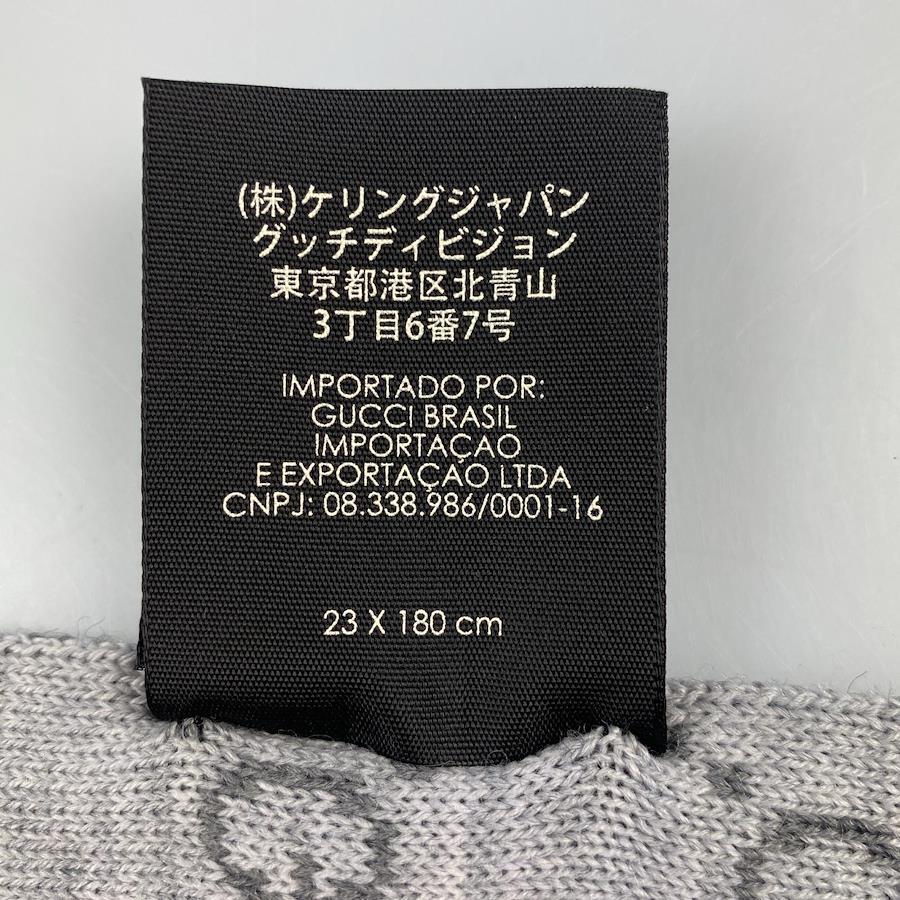 (株)ケリングジャパン
グッチディビジョン
東京都港区北青山
3丁目6番7号
IMPORTADO POR:
GUCCI BRASIL
IMPORTAÇAO
E EXPORTAÇAO LTDA
CNPJ: 08.338.986/0001-16
23 X 180 cm